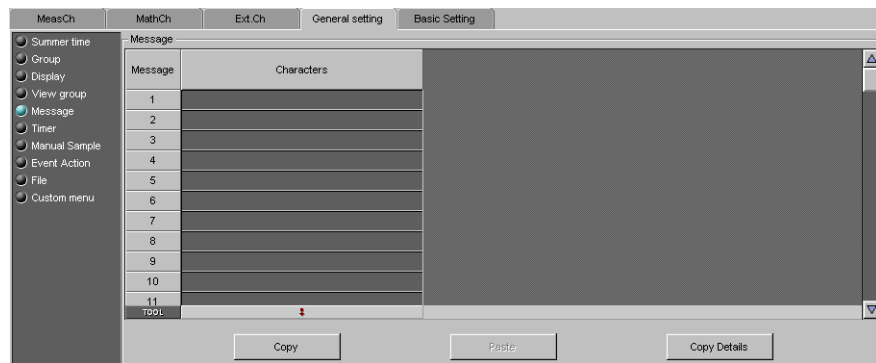 MeasCh MathCh Ext.Ch General setting Basic Setting
Summer time
Group
Display
View group
Message
Timer
Manual Sample
Event Action
File
Custom menu
Message
Message Characters
1
2
3
4
5
6
7
8
9
10
11
TOOL
Copy Paste Copy Details